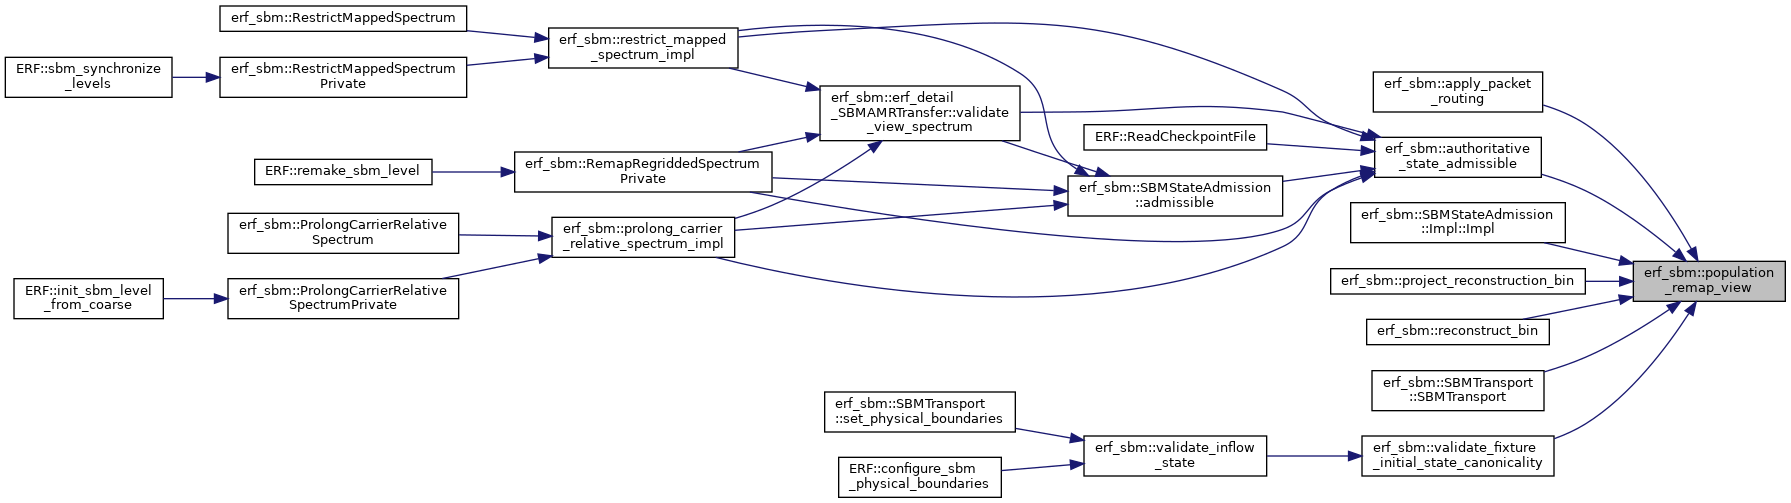 erf_sbm::RestrictMappedSpectrum
ERF::sbm_synchronize
_levels
erf_sbm::RestrictMappedSpectrum
Private
erf_sbm::restrict_mapped
_spectrum_impl
erf_sbm::erf_detail
_SBMAMRTransfer::validate
_view_spectrum
ERF::remake_sbm_level
erf_sbm::RemapRegriddedSpectrum
Private
erf_sbm::ProlongCarrierRelative
Spectrum
erf_sbm::prolong_carrier
_relative_spectrum_impl
ERF::init_sbm_level
_from_coarse
erf_sbm::ProlongCarrierRelative
SpectrumPrivate
erf_sbm::SBMTransport
::set_physical_boundaries
ERF::configure_sbm
_physical_boundaries
ERF::ReadCheckpointFile
erf_sbm::SBMStateAdmission
::admissible
erf_sbm::validate_inflow
_state
erf_sbm::apply_packet
_routing
erf_sbm::authoritative
_state_admissible
erf_sbm::SBMStateAdmission
::Impl::Impl
erf_sbm::project_reconstruction_bin
erf_sbm::reconstruct_bin
erf_sbm::SBMTransport
::SBMTransport
erf_sbm::validate_fixture
_initial_state_canonicality
erf_sbm::population
_remap_view